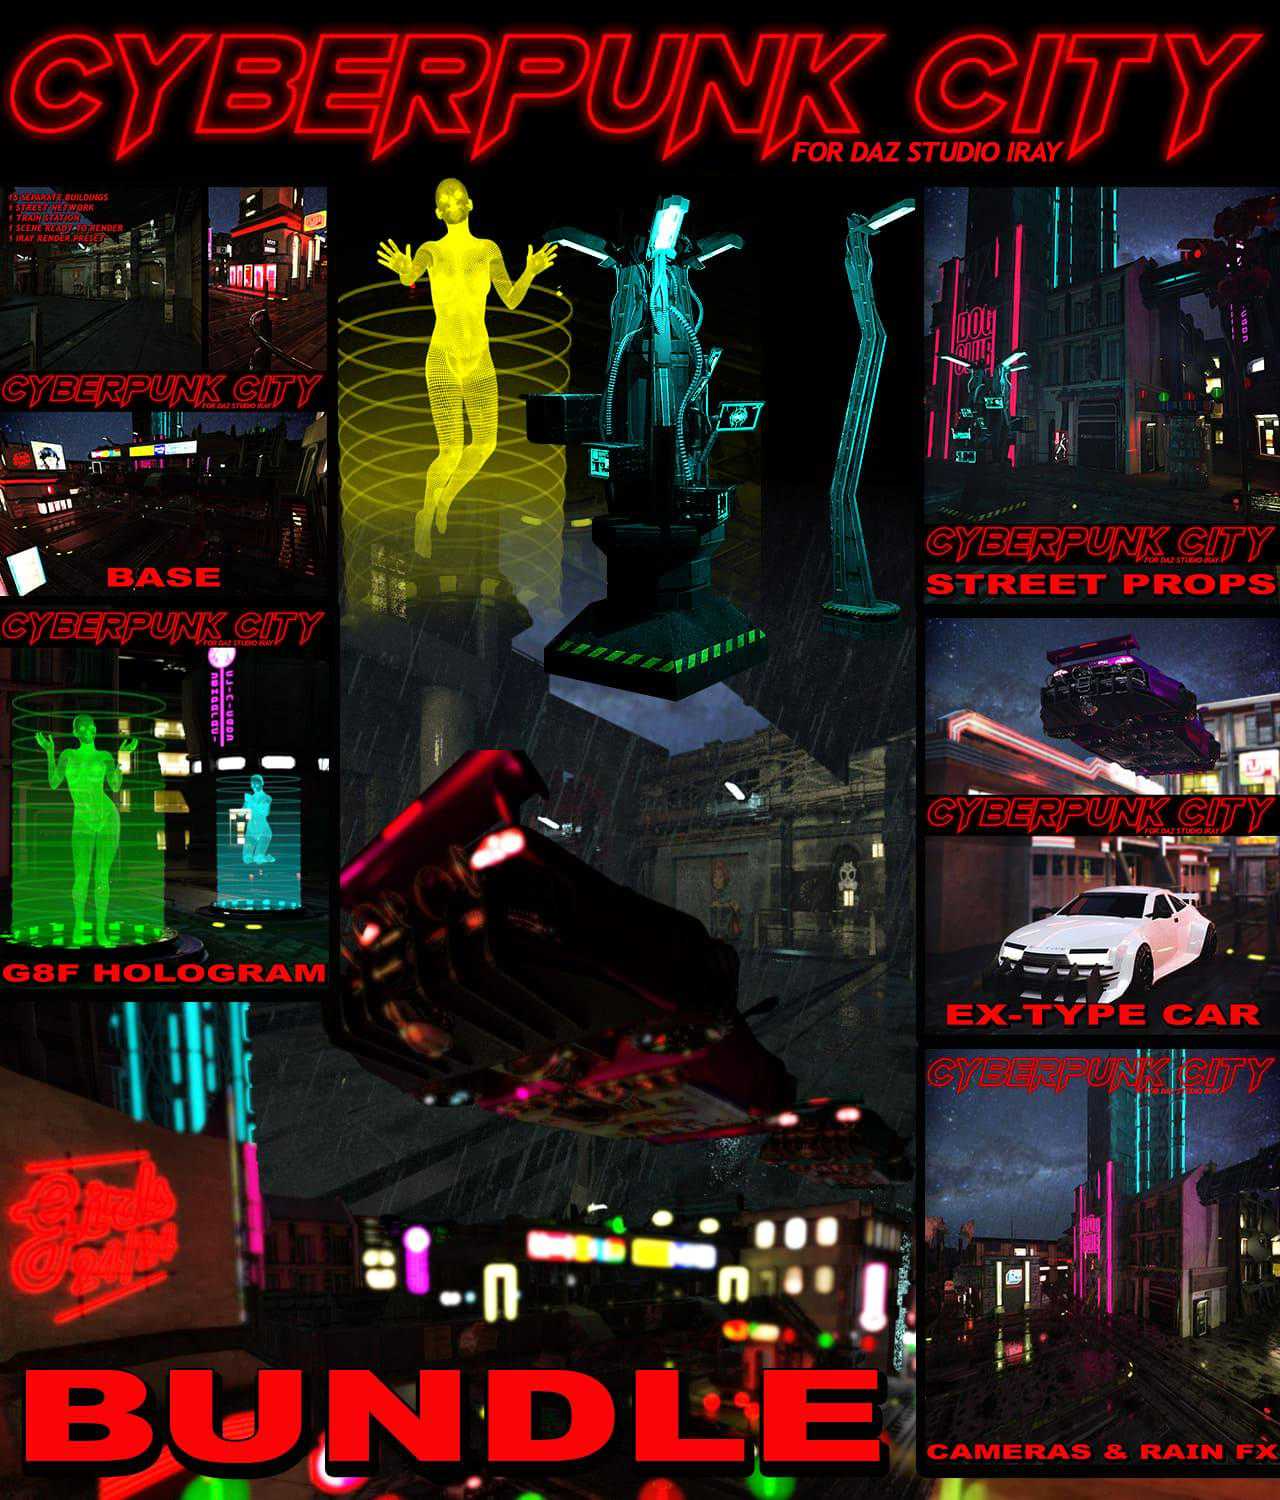 CYBERPUNK CITY
FOR DAZ STUDIO IRAY
15 SEPARATE BUILDINGS
1 STREET NETWORK
1 TRAIN STATION
1 SCENE READY TO RENDER
1 IRAY RENDER PRESET
CYBERPUNK CITY
FOR DAZ STUDIO IRAY
BASE
CYBERPUNK CITY
FOR DAZ STUDIO IRAY
G8F HOLOGRAM
DOG
CLUB
CYBERPUNK CITY
FOR DAZ STUDIO IRAY
STREET PROPS
CYBERPUNK CITY
FOR DAZ STUDIO IRAY
EX-TYPE CAR
CYBERPUNK CITY
FOR DAZ STUDIO IRAY
CAMERAS & RAIN FX
Girls
BUNDLE